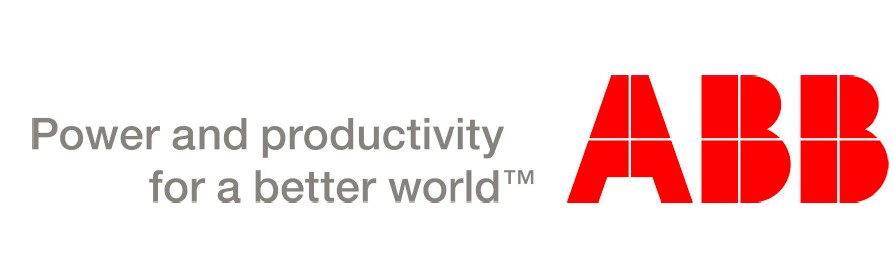 Power and productivity
for a better world™
ABB